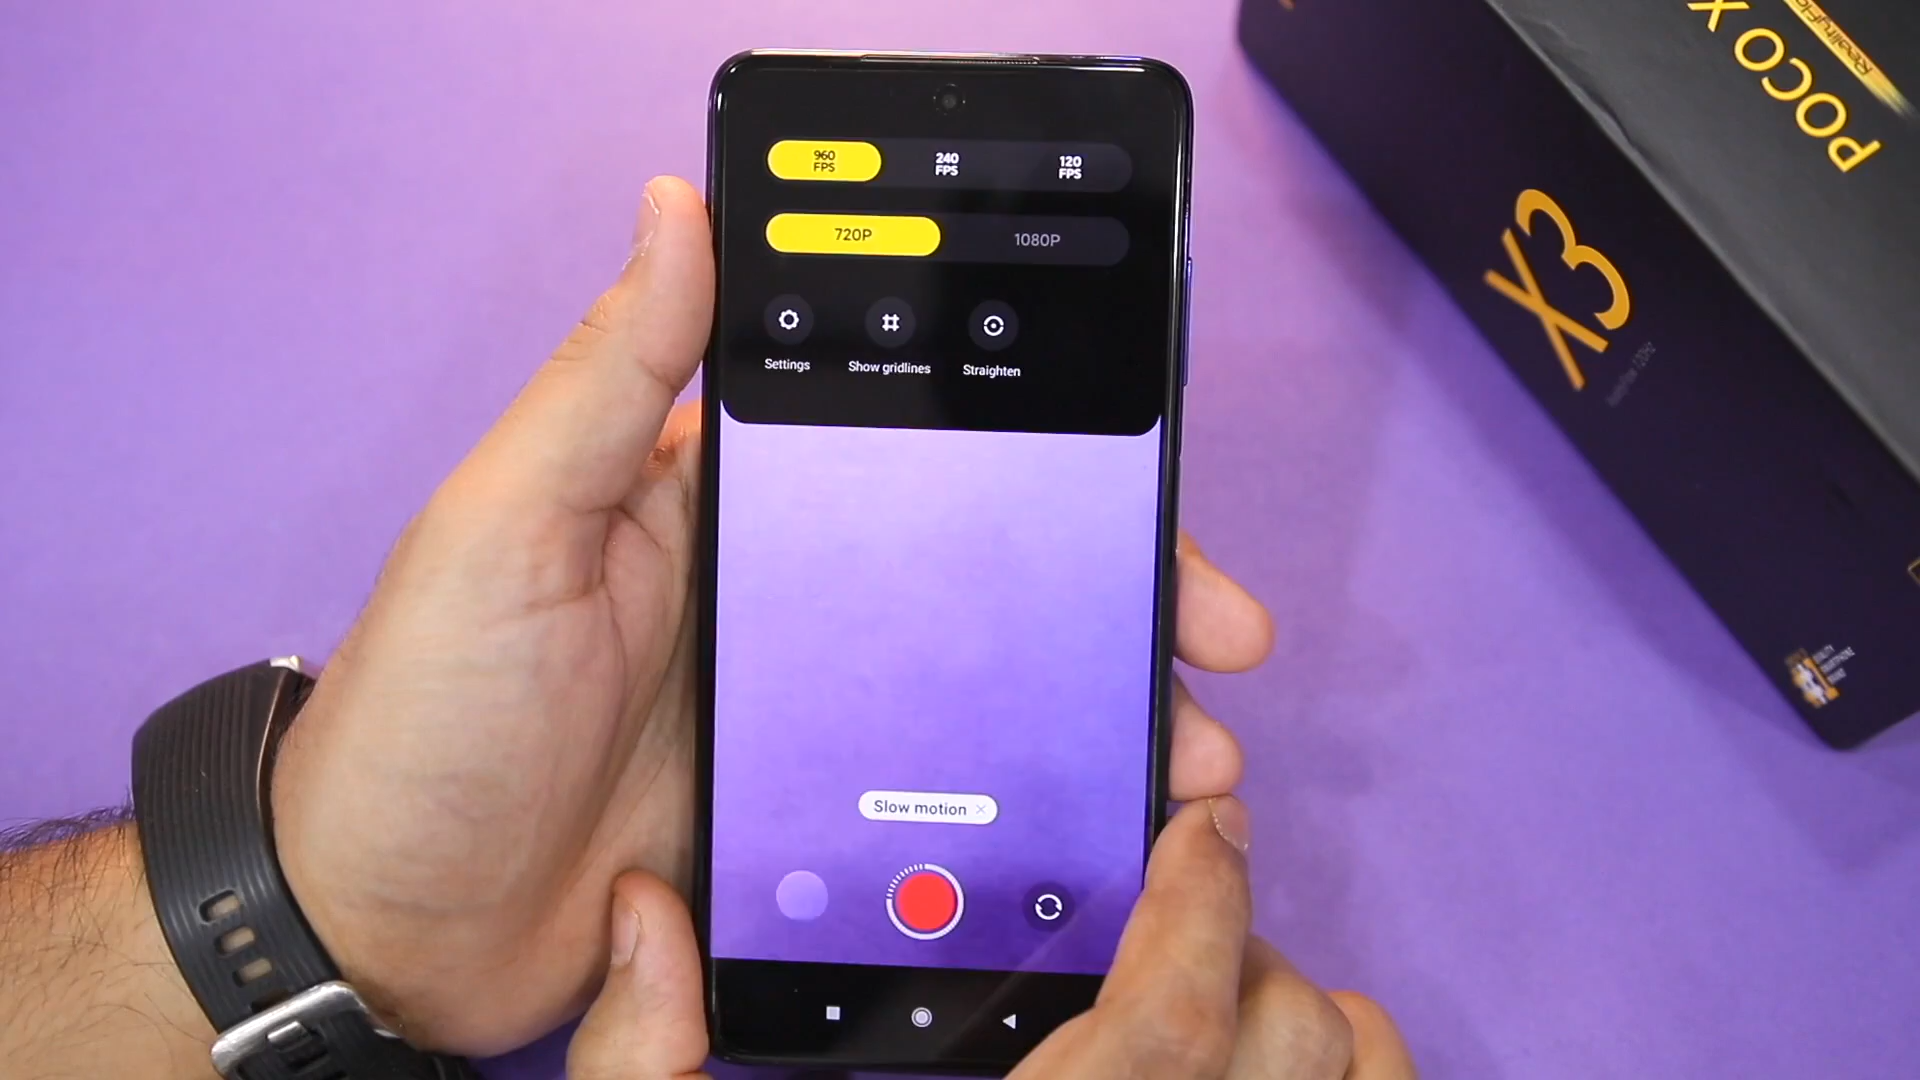 960
FPS
240
FPS
120
FPS
720P
1080P
Settings
Show gridlines
Straighten
Slow motion
POCO X
X3